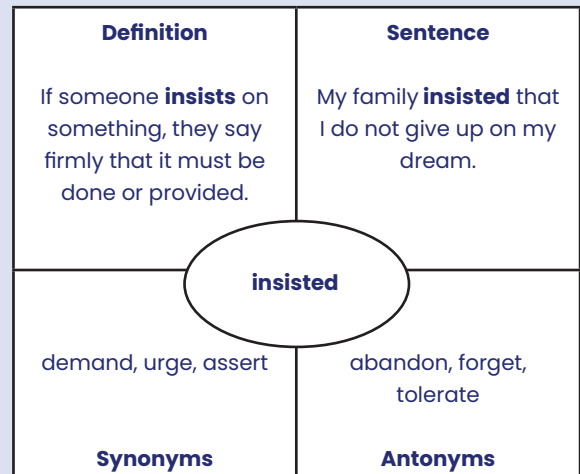 Definition
If someone insists on
something, they say
firmly that it must be
done or provided.
Sentence
My family insisted that
I do not give up on my
dream.
insisted
demand, urge, assert
Synonyms
abandon, forget,
tolerate
Antonyms